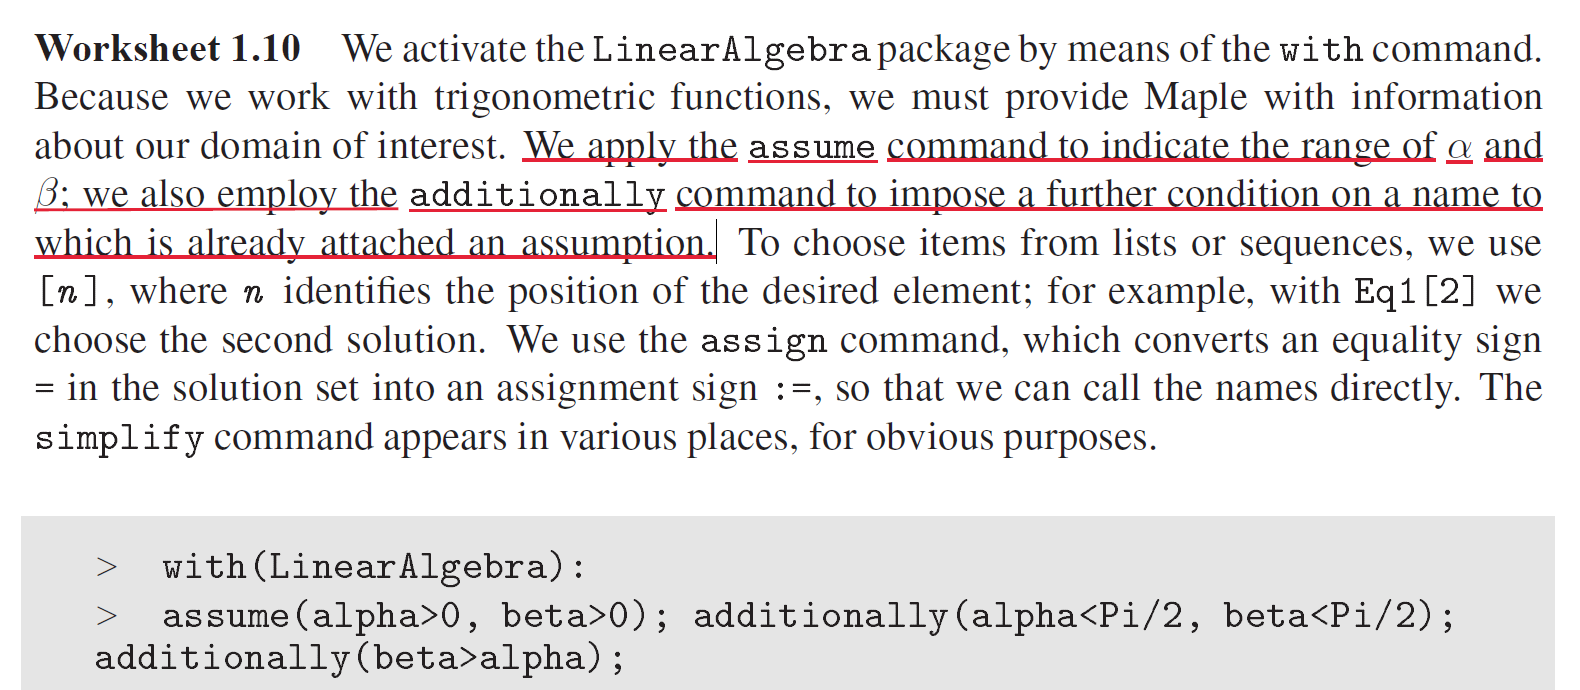 Worksheet 1.10 We activate the LinearAlgebra package by means of the with command.
Because we work with trigonometric functions, we must provide Maple with information
about our domain of interest. We apply the assume command to indicate the range of α and
β; we also employ the additionally command to impose a further condition on a name to
which is already attached an assumption. To choose items from lists or sequences, we use
[n], where n identifies the position of the desired element; for example, with Eq1[2] we
choose the second solution. We use the assign command, which converts an equality sign
= in the solution set into an assignment sign :=, so that we can call the names directly. The
simplify command appears in various places, for obvious purposes.
> with(LinearAlgebra):
> assume(alpha>0, beta>0); additionally(alpha<Pi/2, beta<Pi/2);
additionally(beta>alpha);